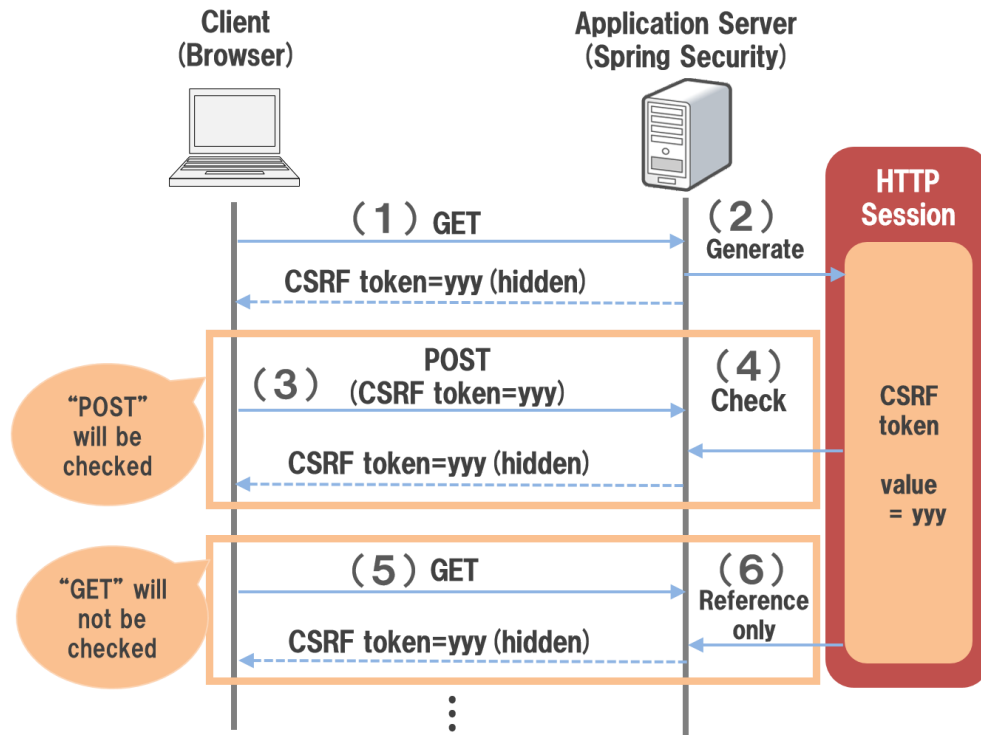 Client
(Browser)
Application Server
(Spring Security)
HTTP
Session
(1) GET
(2)
Generate
CSRF token=yyy (hidden)
POST
(3)
(CSRF token=yyy)
(4)
Check
“POST”
will be
checked
CSRF
token
value
= yyy
CSRF token=yyy (hidden)
(5) GET
(6)
Reference
only
“GET” will
not be
checked
CSRF token=yyy (hidden)